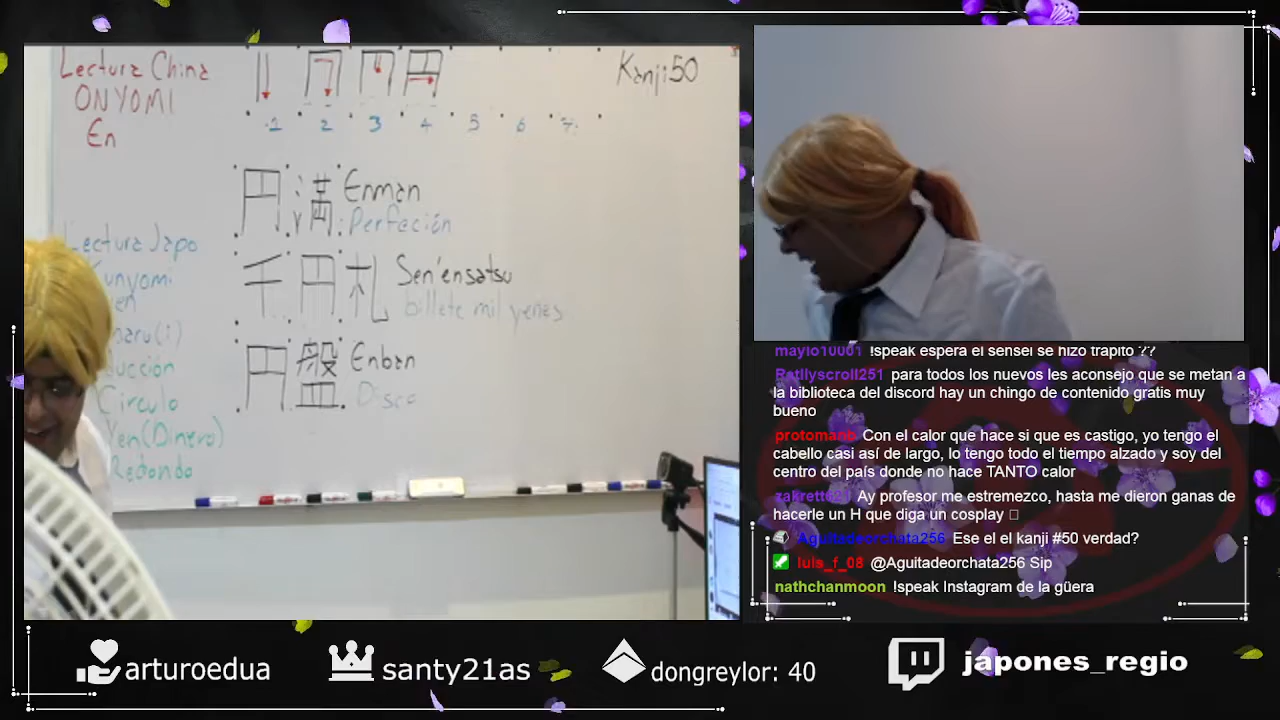 Lectura China
ONYOMI
En
Kanji:50
1 2 3 4 5 6 7
円満 Enman
Perfeción
千円札 Sen'ensatsu
billete mil yenes
円盤 Enban
Disco
Lectura Japo
Círculo
Yen(Dinero)
Redondo
maylo10001 !speak espera el sensei se hizo trapito ??
Ratllyscroll251 para todos los nuevos les aconsejo que se metan a
la biblioteca del discord hay un chingo de contenido gratis muy
bueno
Con el calor que hace si que es castigo, yo tengo el
cabello casi así de largo, lo tengo todo el tiempo alzado y soy del
centro del país donde no hace TANTO calor
Ay profesor me estremezco, hasta me dieron ganas de
hacerle un H que diga un cosplay
Aguitadeorchata256 Ese el el kanji #50 verdad?
luis_f_08 @Aguitadeorchata256 Sip
nathchanmoon !speak Instagram de la güera
arturoedua
santy21as
dongreylor: 40
japones_regio